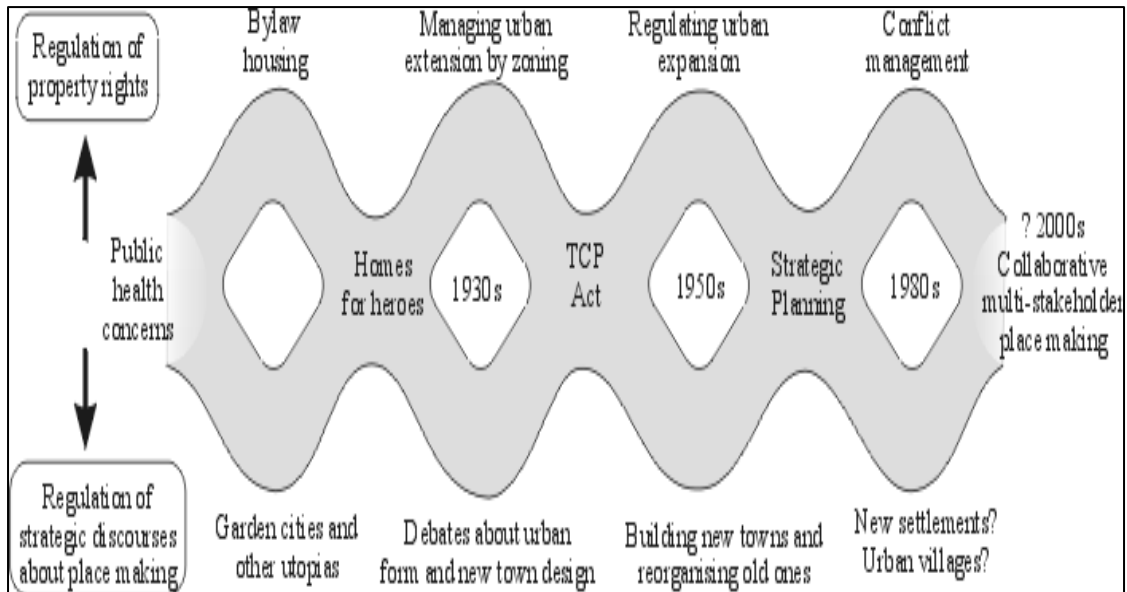 Regulation of
property rights
Bylaw
housing
Managing urban
extension by zoning
Regulating urban
expansion
Conflict
management
Public
health
concerns
Homes
for heroes
1930s
TCP
Act
1950s
Strategic
Planning
1980s
? 2000s
Collaborative
multi-stakeholder
place making
Regulation of
strategic discourses
about place making
Garden cities and
other utopias
Debates about urban
form and new town design
Building new towns and
reorganising old ones
New settlements?
Urban villages?